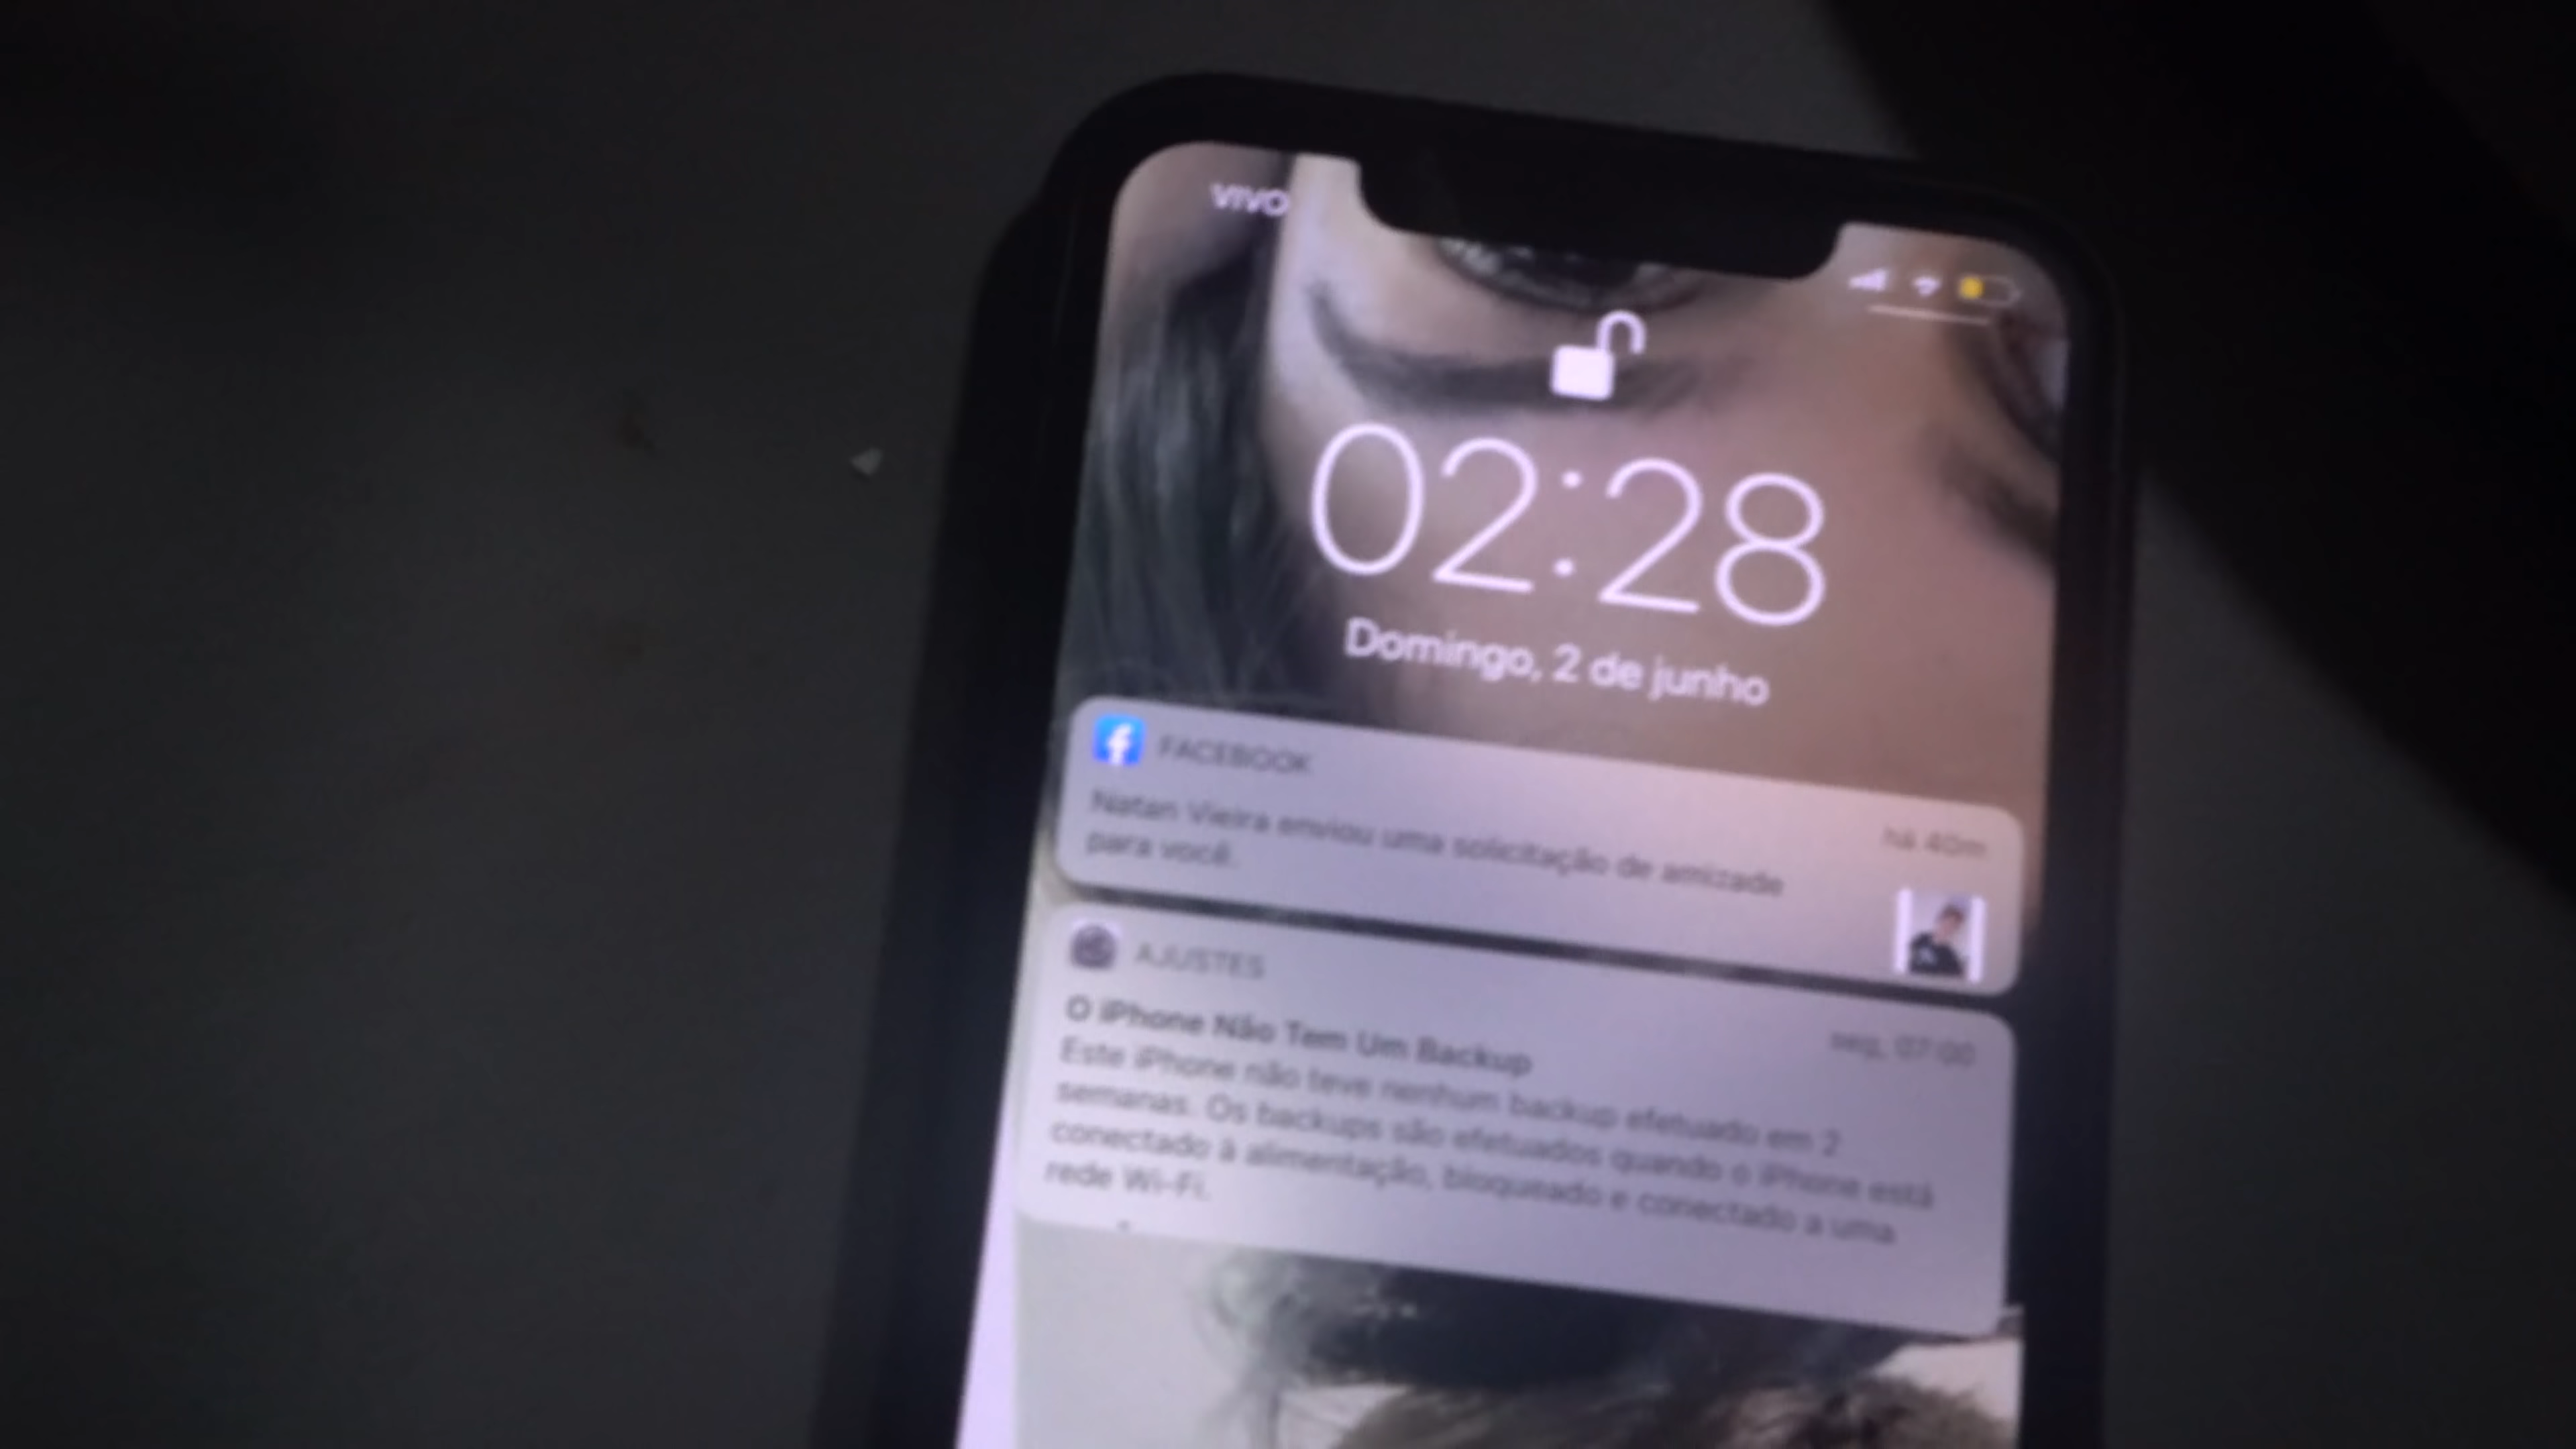 vivo
02:28
Domingo, 2 de junho
FACEBOOK
há 40m
Natan Vieira enviou uma solicitação de amizade
para você.
AJUSTES
seg, 07:00
O iPhone Não Tem Um Backup
Este iPhone não teve nenhum backup efetuado em 2
semanas. Os backups são efetuados quando o iPhone está
conectado à alimentação, bloqueado e conectado a uma
rede Wi-Fi.